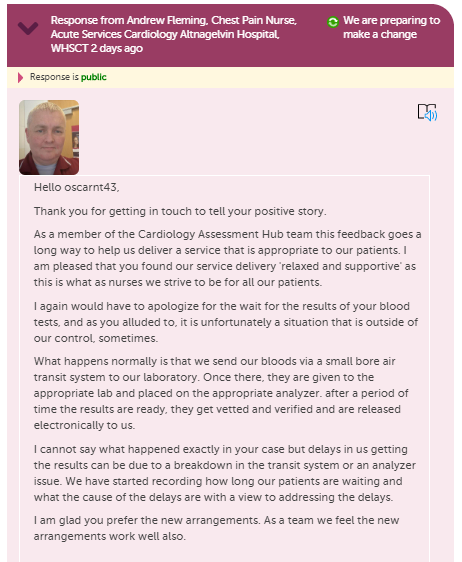 Response from Andrew Fleming, Chest Pain Nurse,
Acute Services Cardiology Altnagelvin Hospital,
WHSCT 2 days ago
We are preparing to
make a change
Response is public
Hello oscarnt43,
Thank you for getting in touch to tell your positive story.
As a member of the Cardiology Assessment Hub team this feedback goes a
long way to help us deliver a service that is appropriate to our patients. I
am pleased that you found our service delivery 'relaxed and supportive' as
this is what as nurses we strive to be for all our patients.
I again would have to apologize for the wait for the results of your blood
tests, and as you alluded to, it is unfortunately a situation that is outside of
our control, sometimes.
What happens normally is that we send our bloods via a small bore air
transit system to our laboratory. Once there, they are given to the
appropriate lab and placed on the appropriate analyzer. after a period of
time the results are ready, they get vetted and verified and are released
electronically to us.
I cannot say what happened exactly in your case but delays in us getting
the results can be due to a breakdown in the transit system or an analyzer
issue. We have started recording how long our patients are waiting and
what the cause of the delays are with a view to addressing the delays.
I am glad you prefer the new arrangements. As a team we feel the new
arrangements work well also.